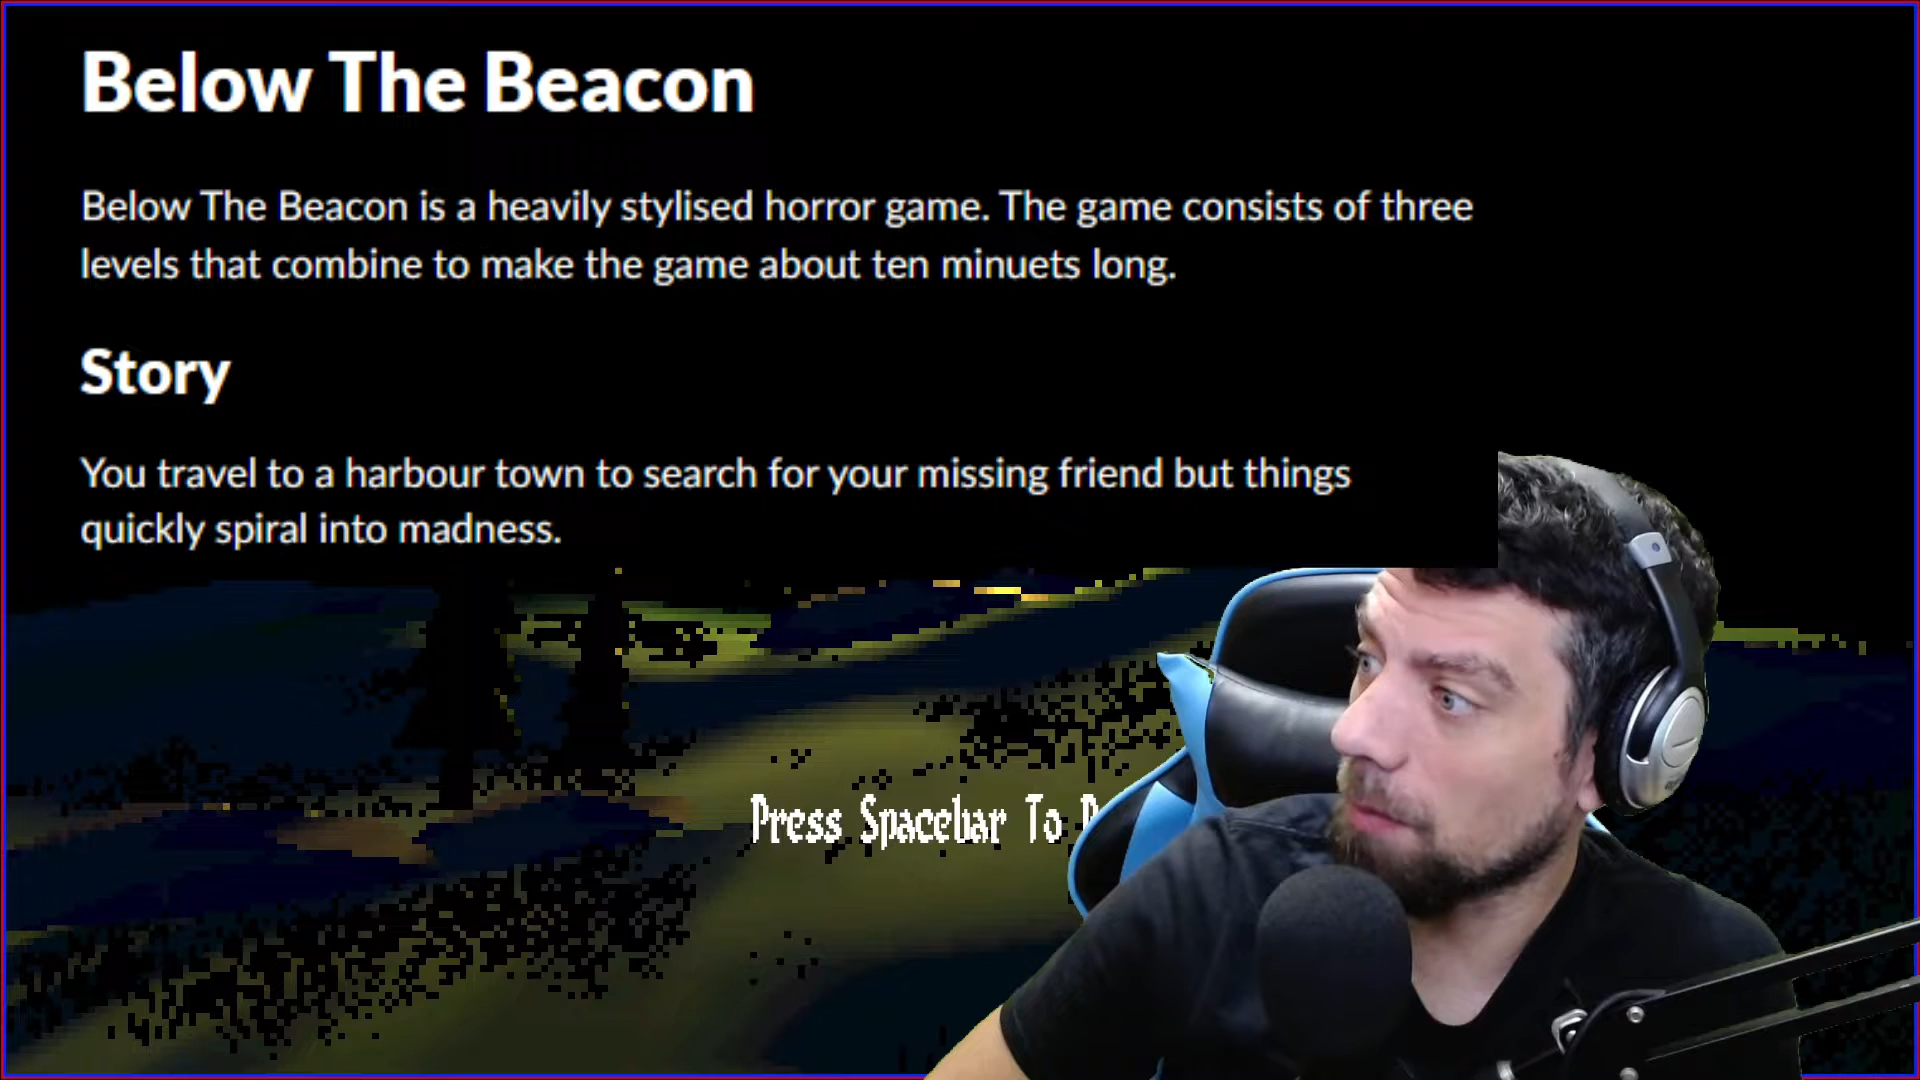 Below The Beacon
Below The Beacon is a heavily stylised horror game. The game consists of three
levels that combine to make the game about ten minuets long.
Story
You travel to a harbour town to search for your missing friend but things
quickly spiral into madness.
Press Spacebar To